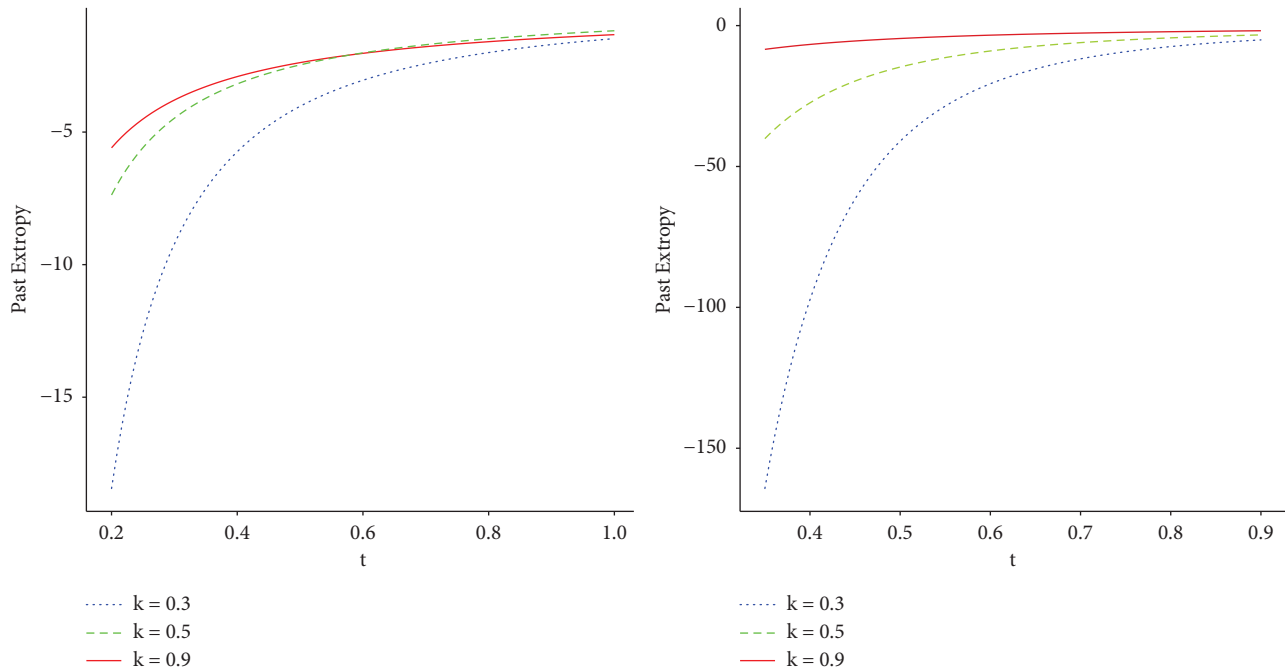 −5
−10
−15
Past Extropy
0.2 0.4 0.6 0.8 1.0
t
k = 0.3
k = 0.5
k = 0.9
0
−50
−100
−150
Past Extropy
0.4 0.5 0.6 0.7 0.8 0.9
t
k = 0.3
k = 0.5
k = 0.9